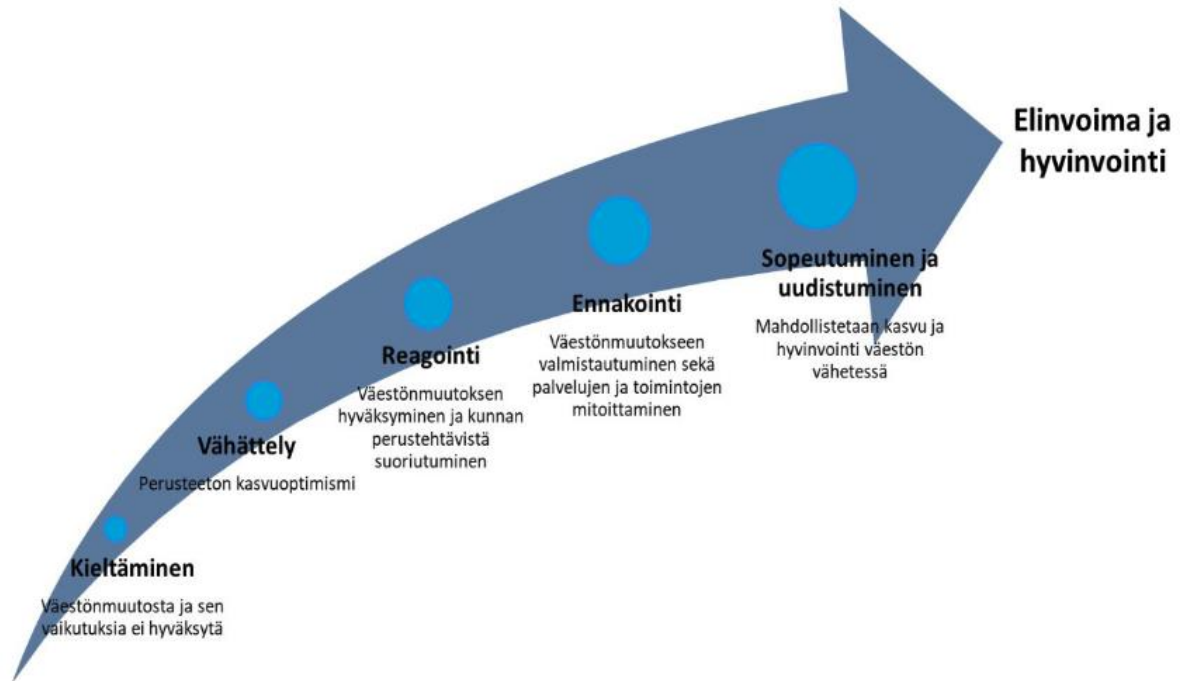 Elinvoima ja
hyvinvointi
Sopeutuminen ja
uudistuminen
Mahdollistetaan kasvu ja
hyvinvointi väestön
vähetessä
Ennakointi
Väestönmuutokseen
valmistautuminen sekä
palvelujen ja toimintojen
mitoittaminen
Reagointi
Väestönmuutoksen
hyväksyminen ja kunnan
perustehtävistä
suoriutuminen
Vähättely
Perusteeton kasvuoptimismi
Kieltäminen
Väestönmuutosta ja sen
vaikutuksia ei hyväksytä